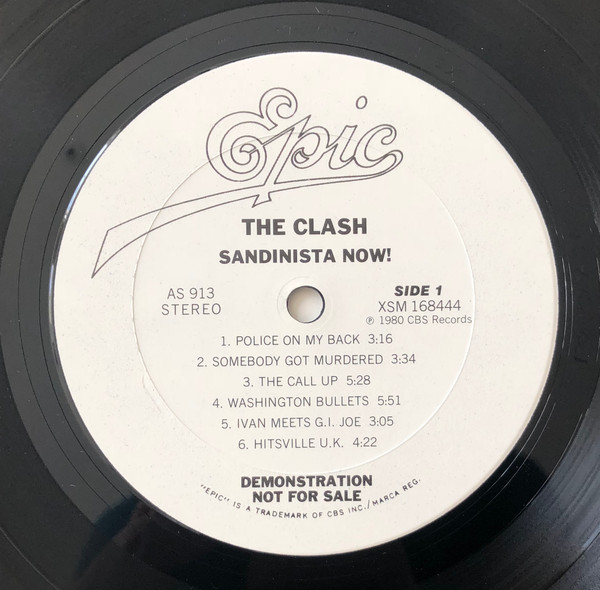 Epic
THE CLASH
SANDINISTA NOW!
AS 913
STEREO
SIDE 1
XSM 168444
℗ 1980 CBS Records
1. POLICE ON MY BACK 3:16
2. SOMEBODY GOT MURDERED 3:34
3. THE CALL UP 5:28
4. WASHINGTON BULLETS 5:51
5. IVAN MEETS G.I. JOE 3:05
6. HITSVILLE U.K. 4:22
DEMONSTRATION
NOT FOR SALE
"EPIC" IS A TRADEMARK OF CBS INC./MARCA REG.